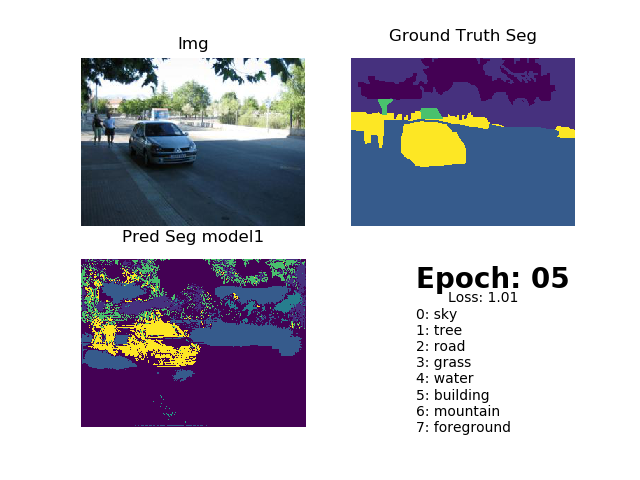 Img
Ground Truth Seg
Pred Seg model1
Epoch: 05
Loss: 1.01
0: sky
1: tree
2: road
3: grass
4: water
5: building
6: mountain
7: foreground